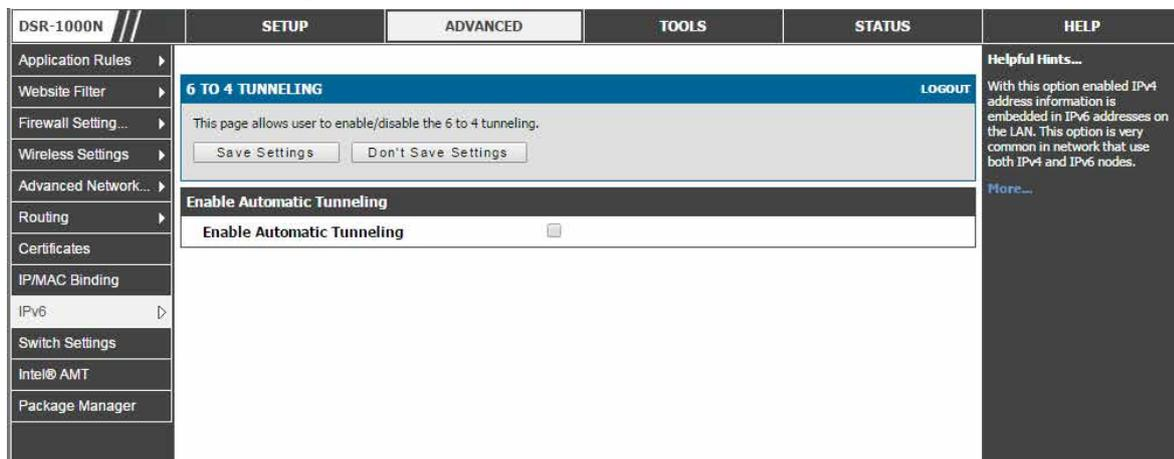 DSR-1000N
SETUP
ADVANCED
TOOLS
STATUS
HELP
Application Rules
Website Filter
Firewall Setting...
Wireless Settings
Advanced Network...
Routing
Certificates
IP/MAC Binding
IPv6
Switch Settings
Intel® AMT
Package Manager
6 TO 4 TUNNELING
LOGOUT
This page allows user to enable/disable the 6 to 4 tunneling.
Save Settings
Don't Save Settings
Enable Automatic Tunneling
Enable Automatic Tunneling
Helpful Hints...
With this option enabled IPv4
address information is
embedded in IPv6 addresses on
the LAN. This option is very
common in network that use
both IPv4 and IPv6 nodes.
More...